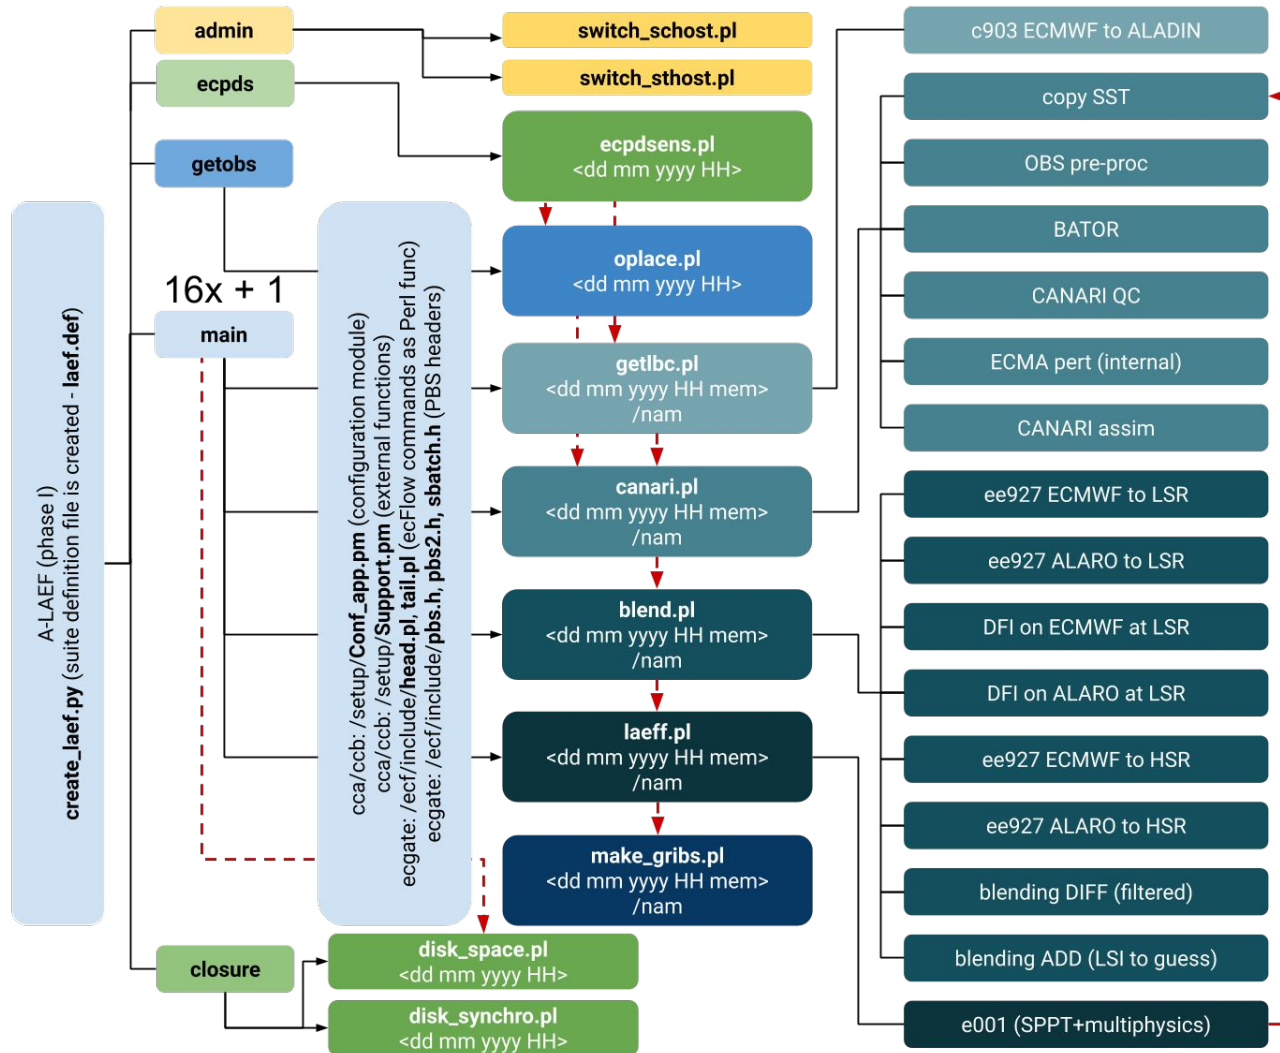 A-LAEF (phase I)
create_laef.py (suite definition file is created - laef.def)
admin
ecpds
getobs
16x + 1
main
closure
cca/ccb: /setup/Conf_app.pm (configuration module)
cca/ccb: /setup/Support.pm (external functions)
ecgate: /ecf/include/head.pl, tail.pl (ecFlow commands as Perl func)
ecgate: /ecf/include/pbs.h, pbs2.h, sbatch.h (PBS headers)
switch_schost.pl
switch_sthost.pl
ecpdsens.pl
<dd mm yyyy HH>
oplace.pl
<dd mm yyyy HH>
getlbc.pl
<dd mm yyyy HH mem>
/nam
canari.pl
<dd mm yyyy HH mem>
/nam
blend.pl
<dd mm yyyy HH mem>
/nam
laeff.pl
<dd mm yyyy HH mem>
/nam
make_gribs.pl
<dd mm yyyy HH mem>
/nam
disk_space.pl
<dd mm yyyy HH>
disk_synchro.pl
<dd mm yyyy HH>
c903 ECMWF to ALADIN
copy SST
OBS pre-proc
BATOR
CANARI QC
ECMA pert (internal)
CANARI assim
ee927 ECMWF to LSR
ee927 ALARO to LSR
DFI on ECMWF at LSR
DFI on ALARO at LSR
ee927 ECMWF to HSR
ee927 ALARO to HSR
blending DIFF (filtered)
blending ADD (LSI to guess)
e001 (SPPT+multiphysics)